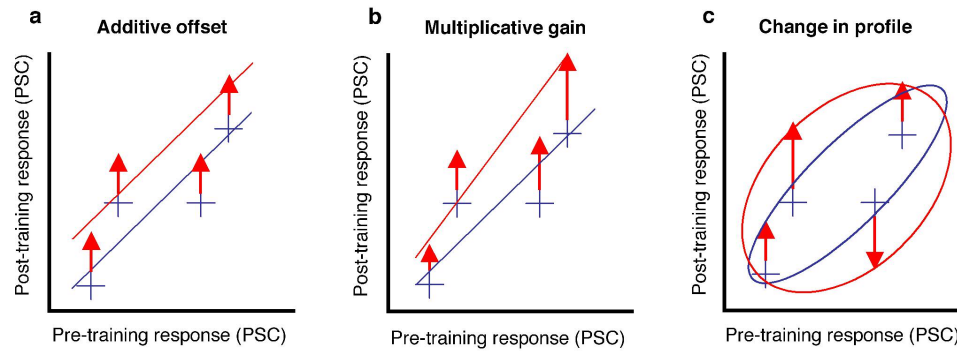 a
Additive offset
Post-training response (PSC)
Pre-training response (PSC)
b
Multiplicative gain
Post-training response (PSC)
Pre-training response (PSC)
c
Change in profile
Post-training response (PSC)
Pre-training response (PSC)